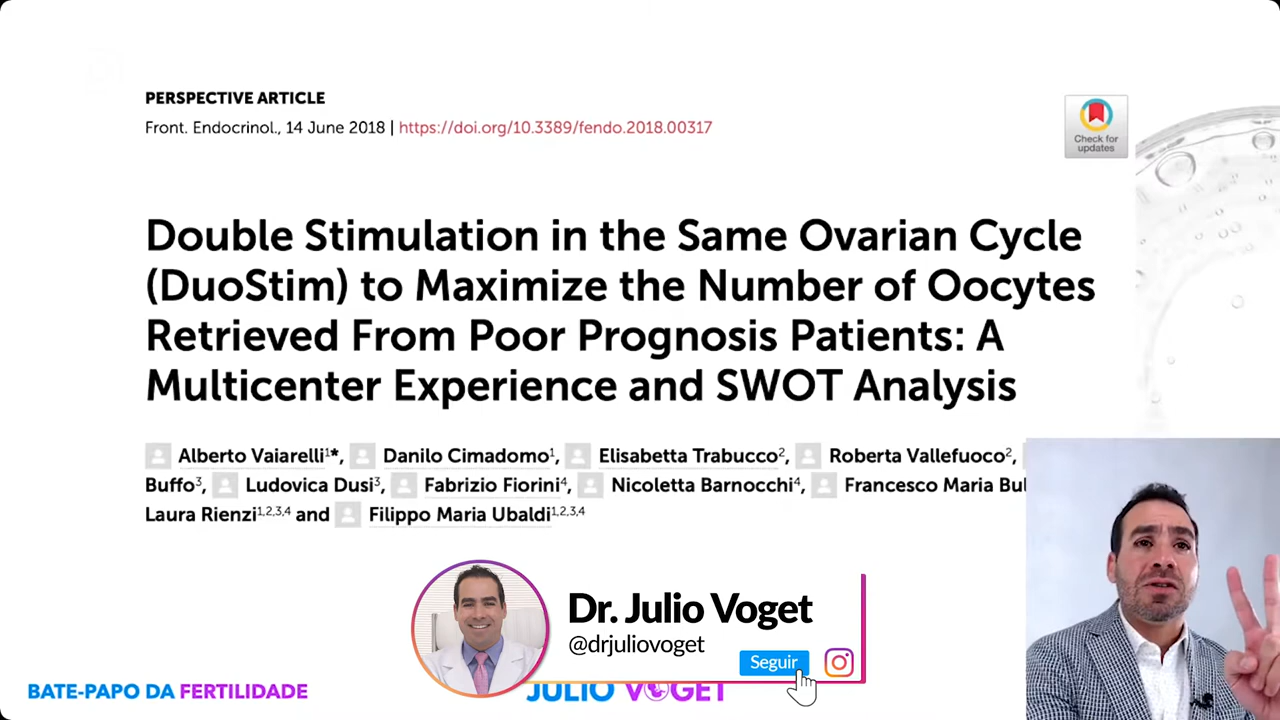 PERSPECTIVE ARTICLE
Front. Endocrinol., 14 June 2018 | https://doi.org/10.3389/fendo.2018.00317
Check for
updates
Double Stimulation in the Same Ovarian Cycle
(DuoStim) to Maximize the Number of Oocytes
Retrieved From Poor Prognosis Patients: A
Multicenter Experience and SWOT Analysis
Alberto Vaiarelli1*, Danilo Cimadomo1, Elisabetta Trabucco2, Roberta Vallefuoco2,
Buffo3, Ludovica Dusi3, Fabrizio Fiorini4, Nicoletta Barnocchi4, Francesco Maria Bul
Laura Rienzi1,2,3,4 and Filippo Maria Ubaldi1,2,3,4
Dr. Julio Voget
@drjuliovoget
Seguir
BATE-PAPO DA FERTILIDADE
JULIO VOGET